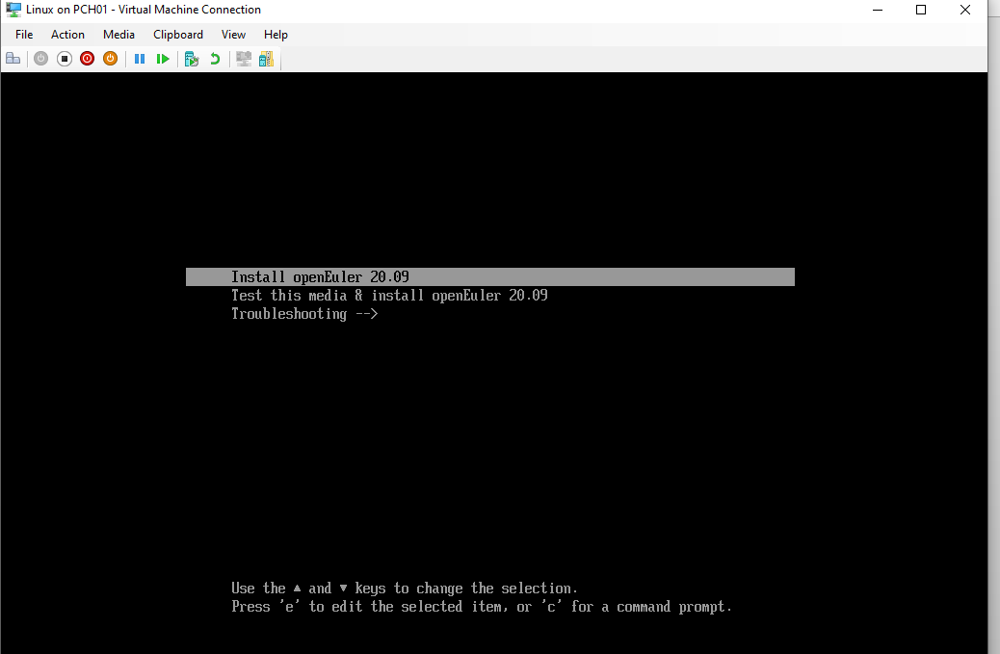 Linux on PCH01 - Virtual Machine Connection
File Action Media Clipboard View Help
Install openEuler 20.09
Test this media & install openEuler 20.09
Troubleshooting -->
Use the ▲ and ▼ keys to change the selection.
Press 'e' to edit the selected item, or 'c' for a command prompt.